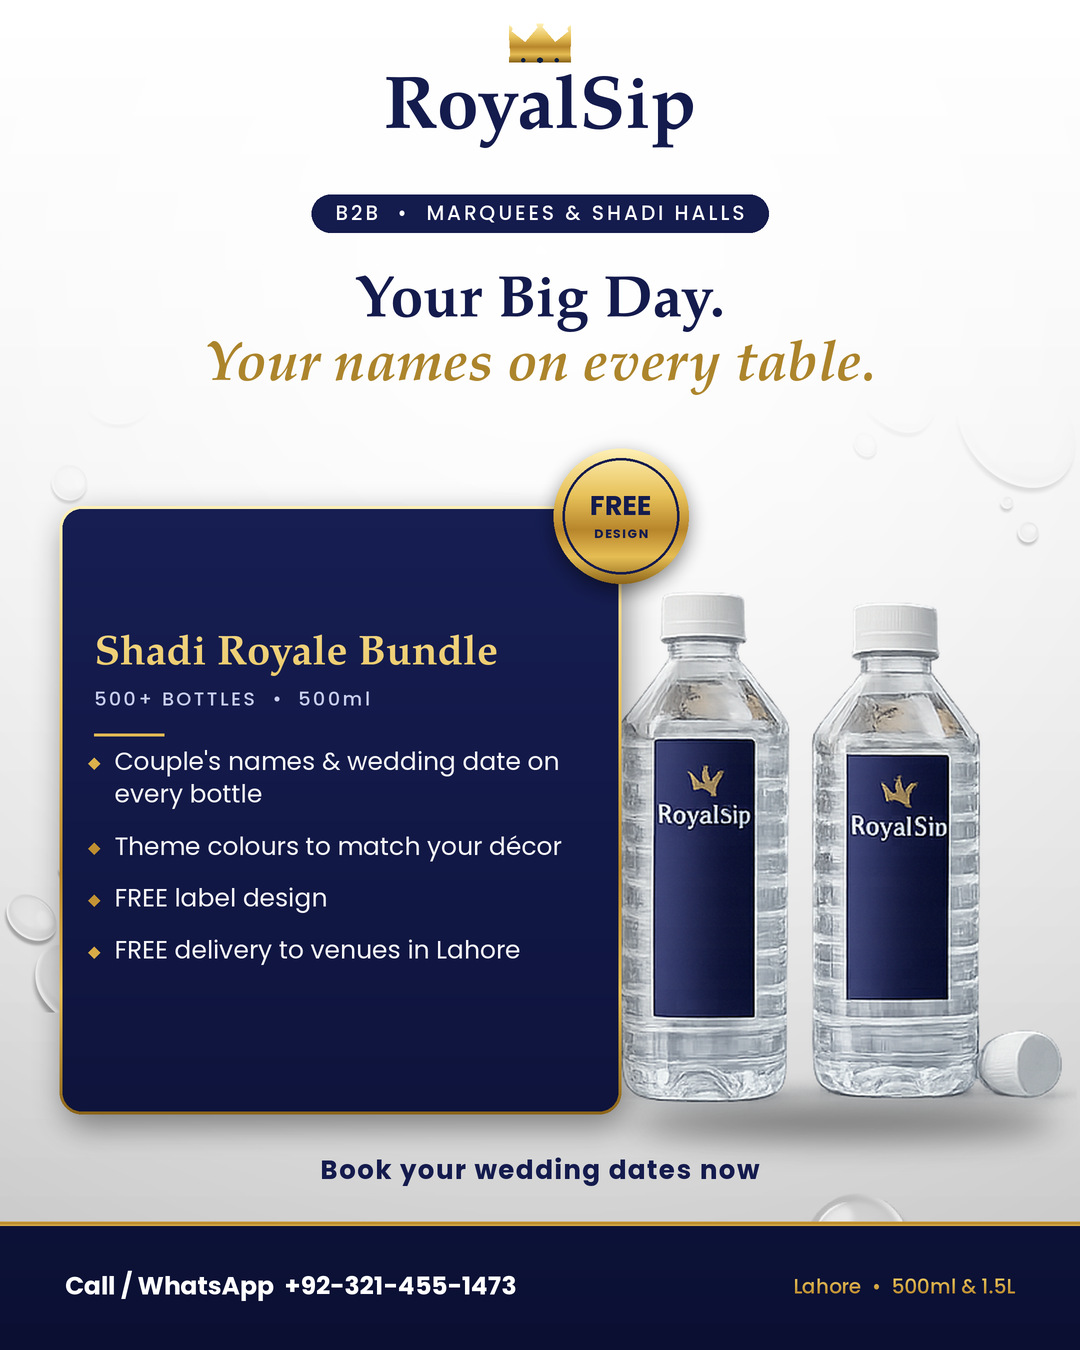 RoyalSip
B2B • MARQUEES & SHADI HALLS
Your Big Day.
Your names on every table.
FREE
DESIGN
Shadi Royale Bundle
500+ BOTTLES • 500ml
Couple's names & wedding date on
every bottle
Theme colours to match your décor
FREE label design
FREE delivery to venues in Lahore
RoyalSip
RoyalSip
Book your wedding dates now
Call / WhatsApp +92-321-455-1473
Lahore • 500ml & 1.5L